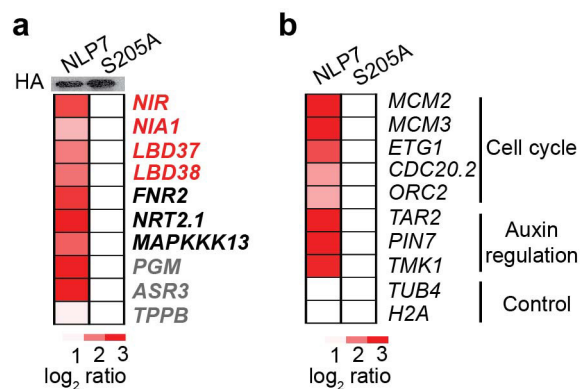 a
NLP7
S205A
HA
NIR
NIA1
LBD37
LBD38
FNR2
NRT2.1
MAPKKK13
PGM
ASR3
TPPB
1 2 3
log2 ratio
b
NLP7
S205A
MCM2
MCM3
ETG1
CDC20.2
ORC2
Cell cycle
TAR2
PIN7
TMK1
Auxin
regulation
TUB4
H2A
Control
1 2 3
log2 ratio